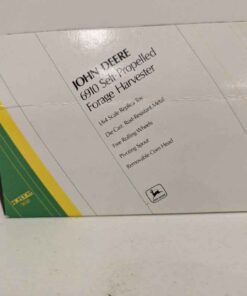 JOHN DEERE
6910 Self-Propelled
Forage Harvester
1/64 Scale Replica Toy
Die Cast, Rust-Resistant Metal
Free Rolling Wheels
Pivoting Spout
Removable Corn Head